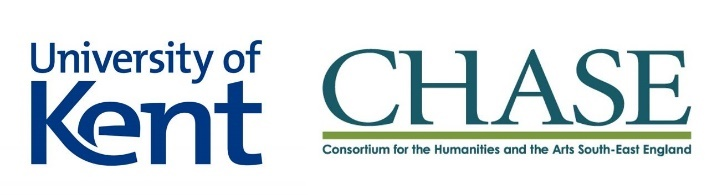 University of
Kent
CHASE
Consortium for the Humanities and the Arts South-East England